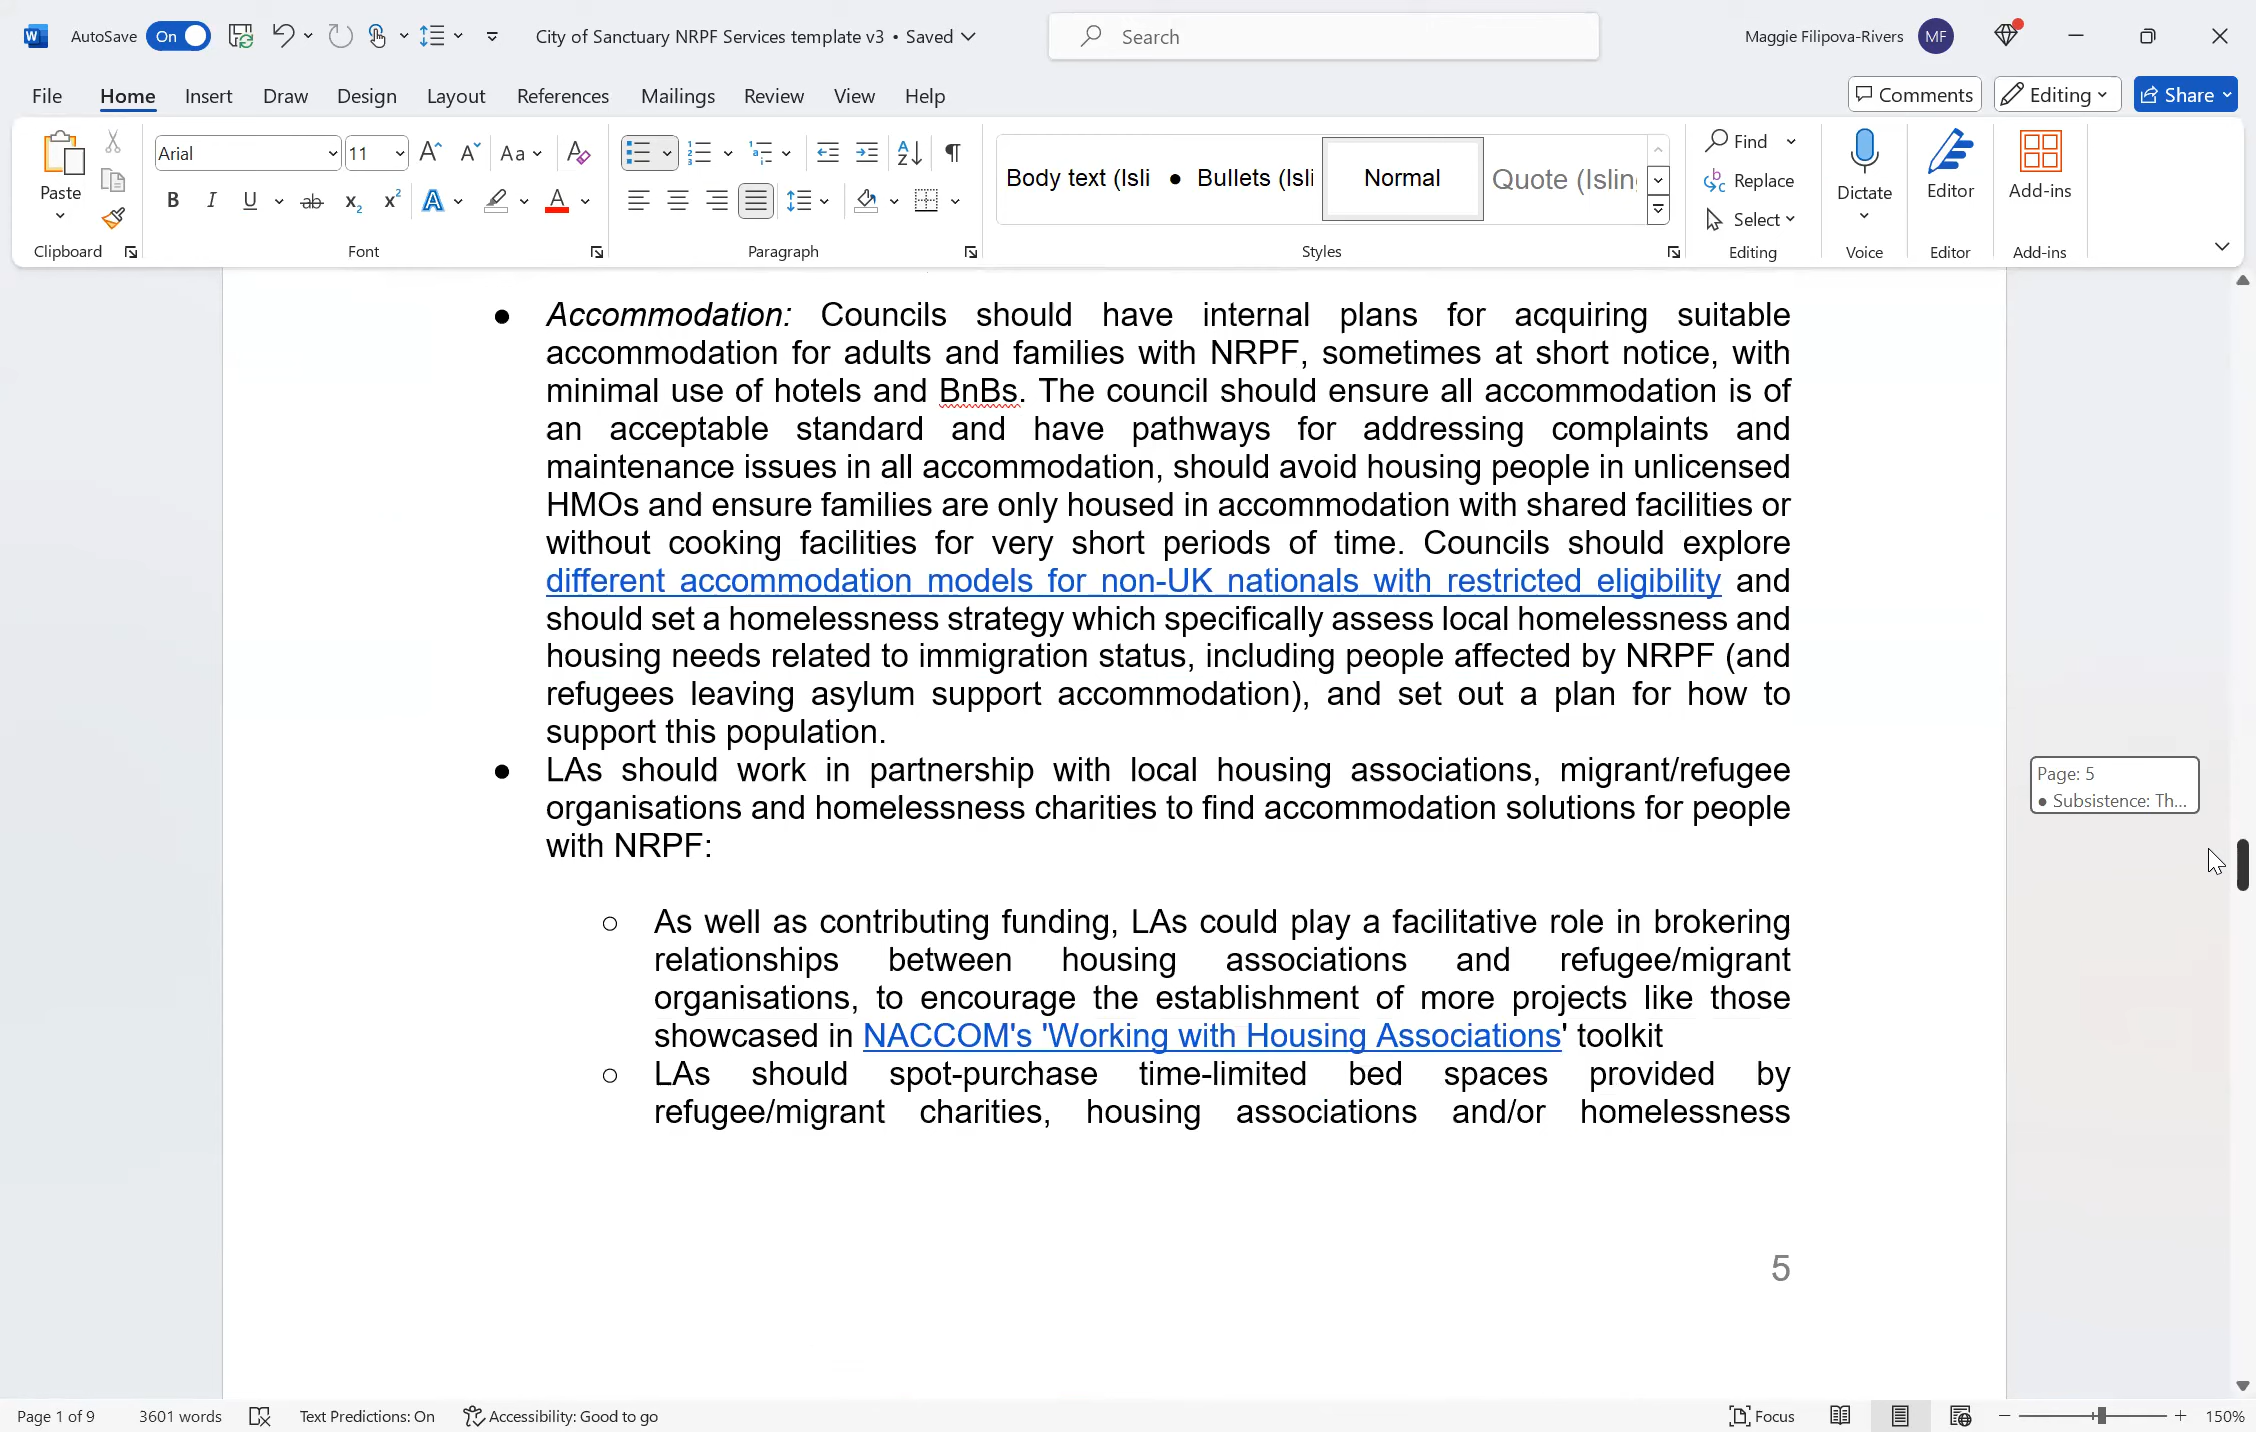 AutoSave On City of Sanctuary NRPF Services template v3 • Saved Search Maggie Filipova-Rivers MF
File Home Insert Draw Design Layout References Mailings Review View Help Comments Editing Share
Paste
Clipboard
Arial 11
Font
Paragraph
Body text (Isli • Bullets (Isli Normal Quote (Isling
Styles
Find
Replace
Select
Editing
Dictate
Voice
Editor
Editor
Add-ins
Add-ins
● Accommodation: Councils should have internal plans for acquiring suitable
accommodation for adults and families with NRPF, sometimes at short notice, with
minimal use of hotels and BnBs. The council should ensure all accommodation is of
an acceptable standard and have pathways for addressing complaints and
maintenance issues in all accommodation, should avoid housing people in unlicensed
HMOs and ensure families are only housed in accommodation with shared facilities or
without cooking facilities for very short periods of time. Councils should explore
different accommodation models for non-UK nationals with restricted eligibility and
should set a homelessness strategy which specifically assess local homelessness and
housing needs related to immigration status, including people affected by NRPF (and
refugees leaving asylum support accommodation), and set out a plan for how to
support this population.
● LAs should work in partnership with local housing associations, migrant/refugee
organisations and homelessness charities to find accommodation solutions for people
with NRPF:
○ As well as contributing funding, LAs could play a facilitative role in brokering
relationships between housing associations and refugee/migrant
organisations, to encourage the establishment of more projects like those
showcased in NACCOM's 'Working with Housing Associations' toolkit
○ LAs should spot-purchase time-limited bed spaces provided by
refugee/migrant charities, housing associations and/or homelessness
5
Page: 5
● Subsistence: Th...
Page 1 of 9 3601 words Text Predictions: On Accessibility: Good to go Focus 150%